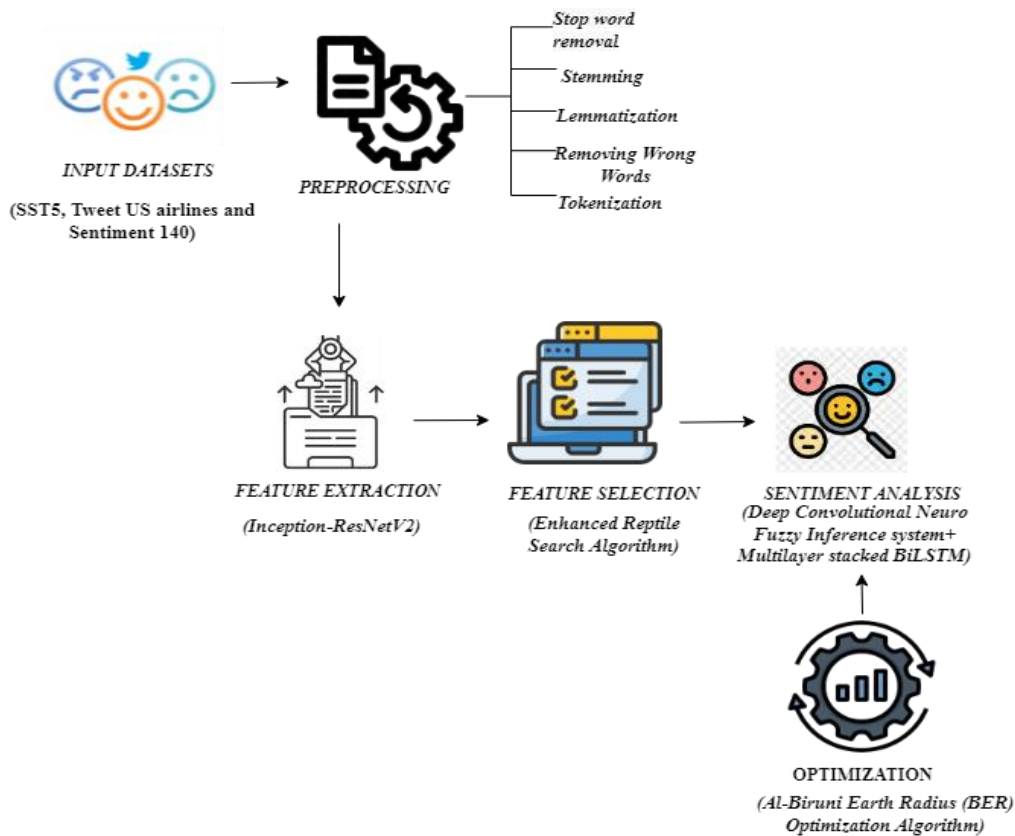 Stop word
removal
Stemming
Lemmatization
Removing Wrong
Words
Tokenization
INPUT DATASETS
(SST5, Tweet US airlines and
Sentiment 140)
PREPROCESSING
FEATURE EXTRACTION
(Inception-ResNetV2)
FEATURE SELECTION
(Enhanced Reptile
Search Algorithm)
SENTIMENT ANALYSIS
(Deep Convolutional Neuro
Fuzzy Inference system+
Multilayer stacked BiLSTM)
OPTIMIZATION
(Al-Biruni Earth Radius (BER)
Optimization Algorithm)